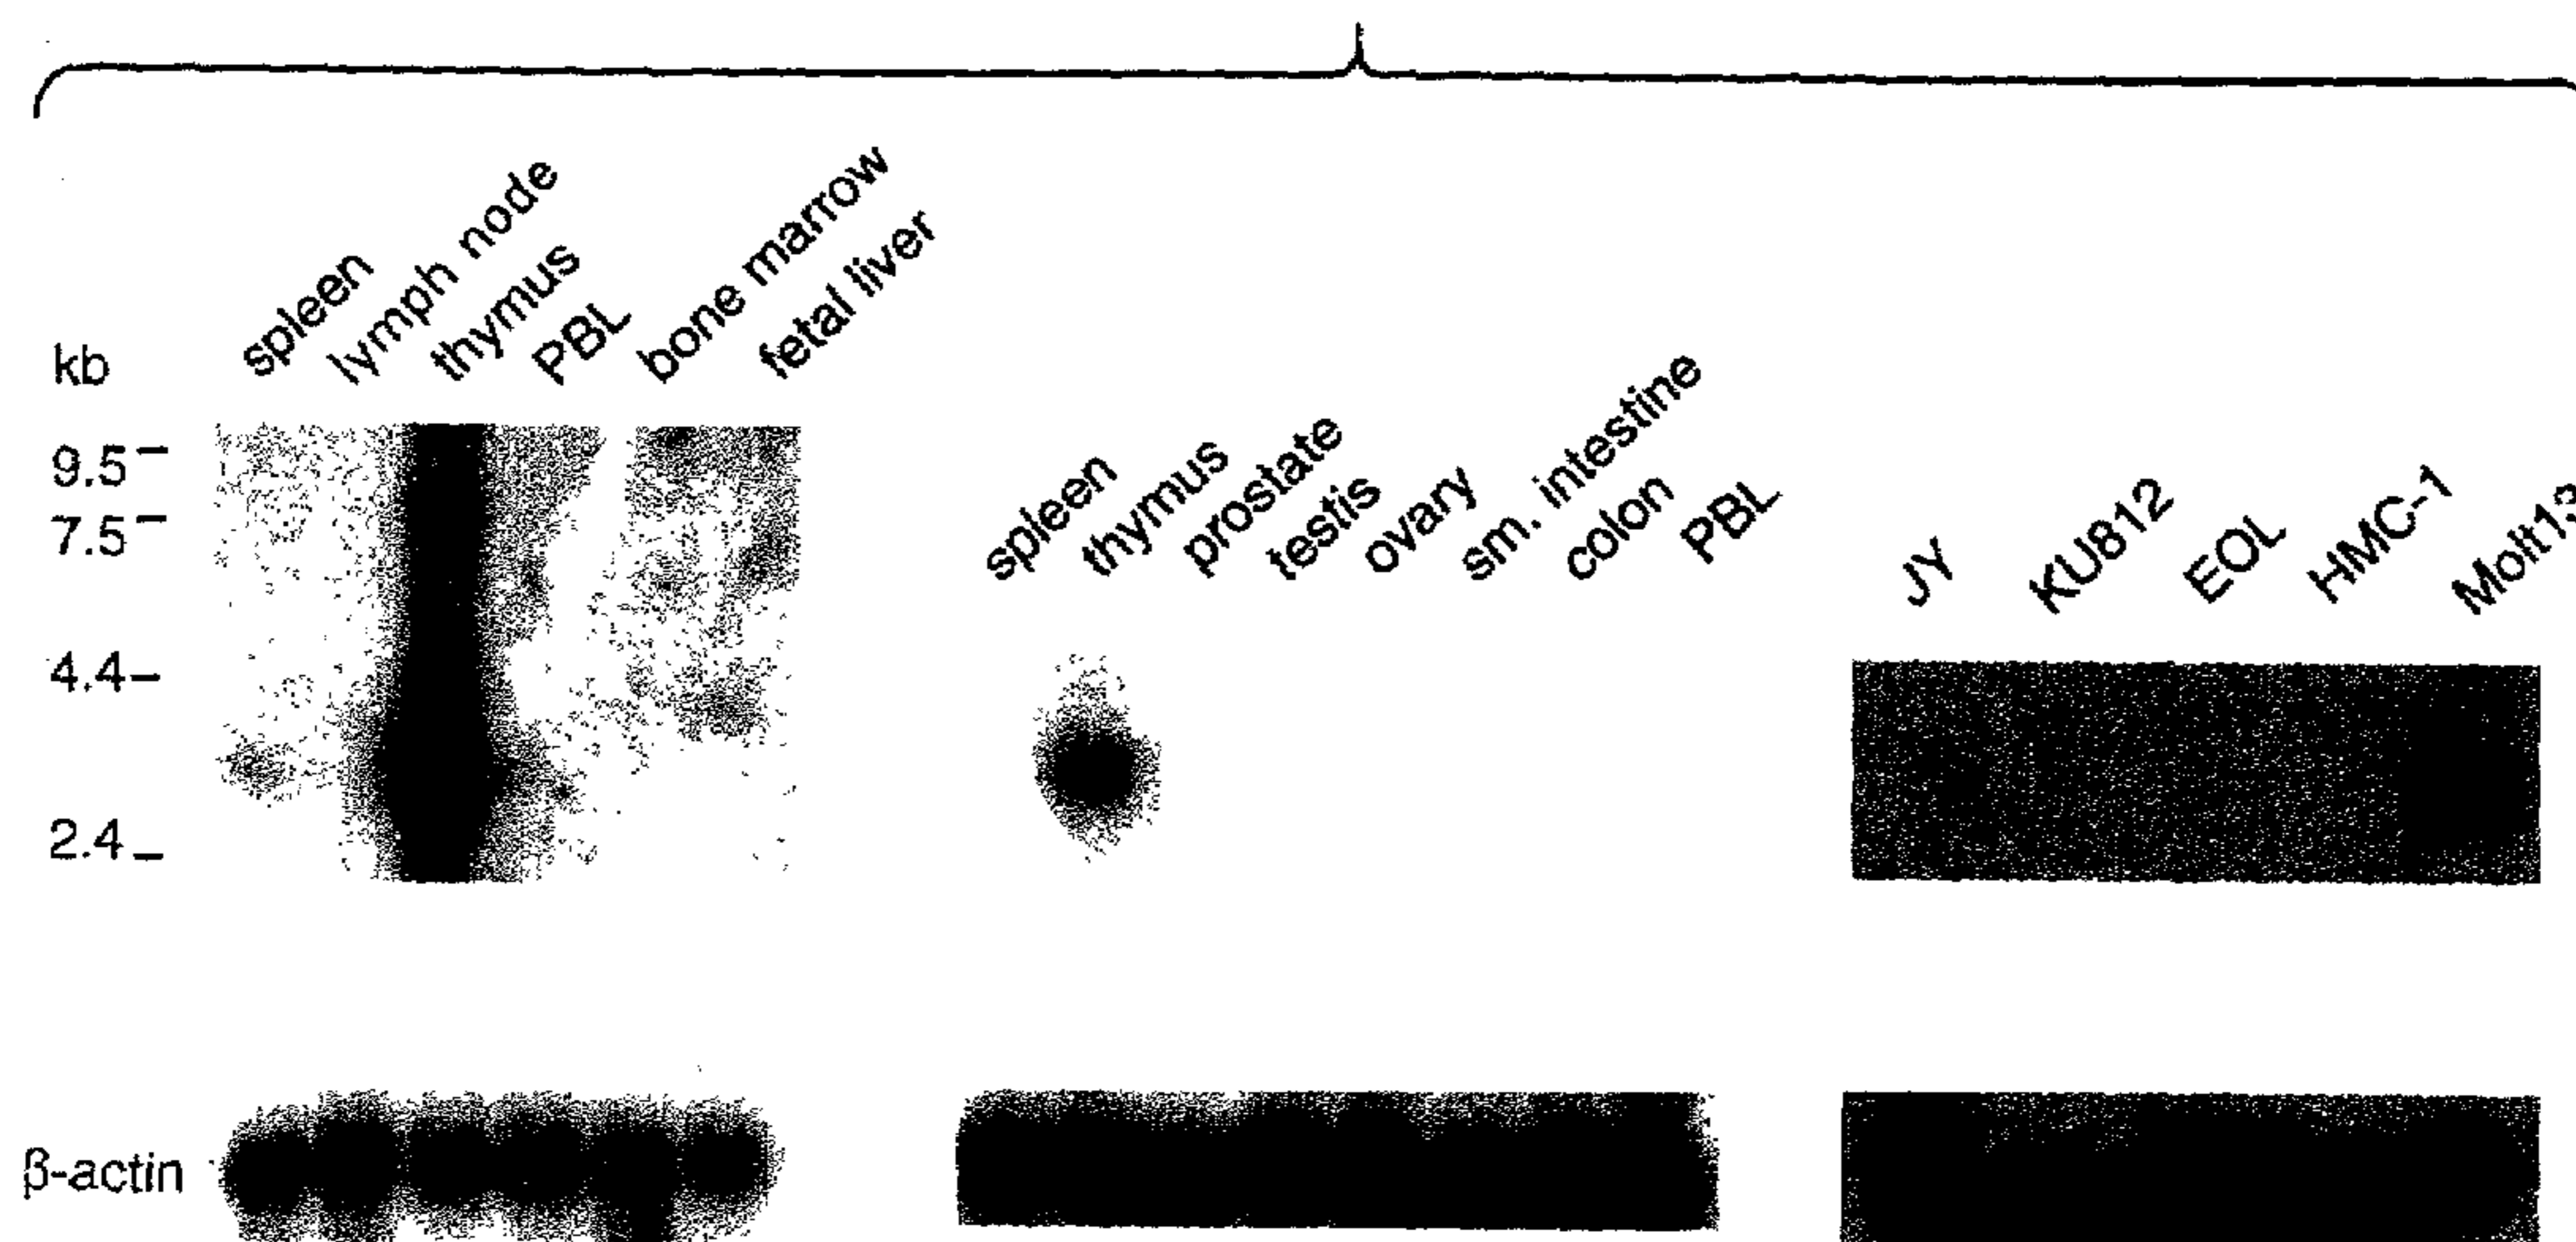 spleen
lymph node
thymus
PBL
bone marrow
fetal liver
kb
9.5
7.5
4.4
2.4
spleen
thymus
prostate
testis
ovary
sm. intestine
colon
PBL
JY
KU812
EOL
HMC-1
Molt13
β-actin